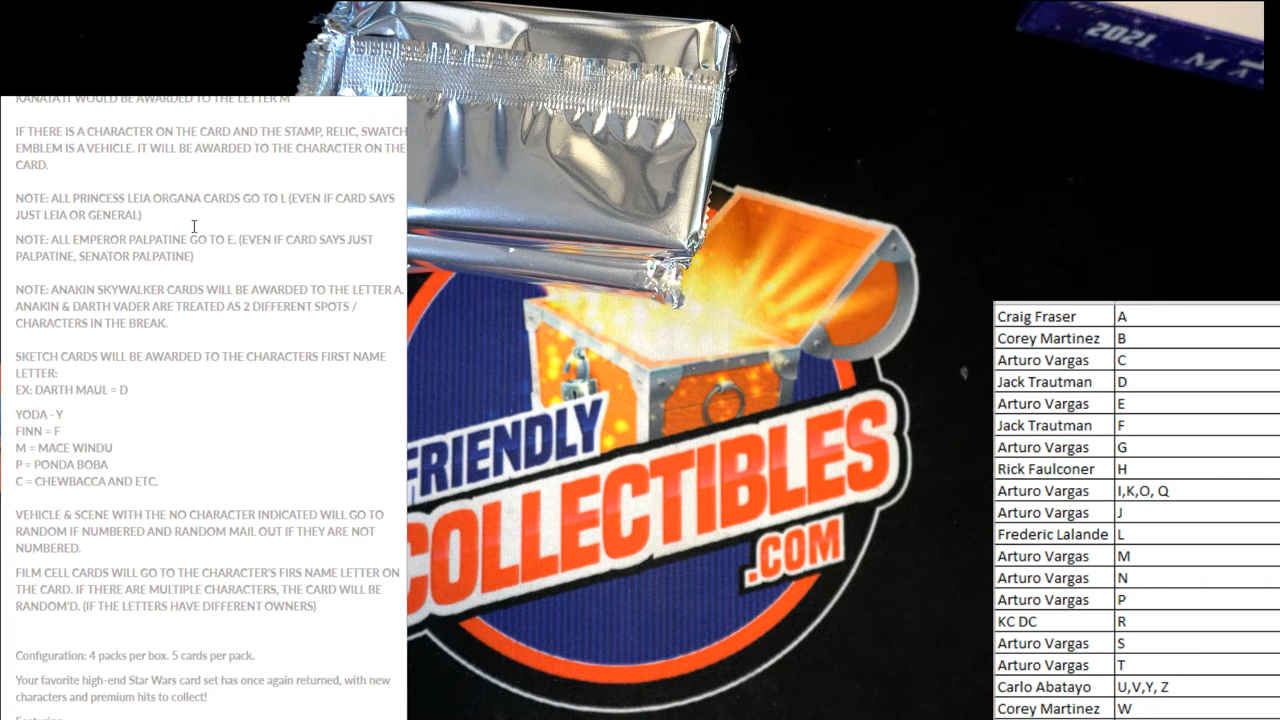 KANATA IT WOULD BE AWARDED TO THE LETTER M
IF THERE IS A CHARACTER ON THE CARD AND THE STAMP, RELIC, SWATCH
EMBLEM IS A VEHICLE. IT WILL BE AWARDED TO THE CHARACTER ON THE
CARD.
NOTE: ALL PRINCESS LEIA ORGANA CARDS GO TO L (EVEN IF CARD SAYS
JUST LEIA OR GENERAL)
NOTE: ALL EMPEROR PALPATINE GO TO E. (EVEN IF CARD SAYS JUST
PALPATINE, SENATOR PALPATINE)
NOTE: ANAKIN SKYWALKER CARDS WILL BE AWARDED TO THE LETTER A.
ANAKIN & DARTH VADER ARE TREATED AS 2 DIFFERENT SPOTS /
CHARACTERS IN THE BREAK.
SKETCH CARDS WILL BE AWARDED TO THE CHARACTERS FIRST NAME
LETTER:
EX: DARTH MAUL = D
YODA - Y
FINN = F
M = MACE WINDU
P = PONDA BOBA
C = CHEWBACCA AND ETC.
VEHICLE & SCENE WITH THE NO CHARACTER INDICATED WILL GO TO
RANDOM IF NUMBERED AND RANDOM MAIL OUT IF THEY ARE NOT
NUMBERED.
FILM CELL CARDS WILL GO TO THE CHARACTER'S FIRS NAME LETTER ON
THE CARD. IF THERE ARE MULTIPLE CHARACTERS, THE CARD WILL BE
RANDOM'D. (IF THE LETTERS HAVE DIFFERENT OWNERS)
Configuration: 4 packs per box. 5 cards per pack.
Your favorite high-end Star Wars card set has once again returned, with new
characters and premium hits to collect!
2021 MA
FRIENDLY
COLLECTIBLES
.COM
Craig Fraser A
Corey Martinez B
Arturo Vargas C
Jack Trautman D
Arturo Vargas E
Jack Trautman F
Arturo Vargas G
Rick Faulconer H
Arturo Vargas I,K,O, Q
Arturo Vargas J
Frederic Lalande L
Arturo Vargas M
Arturo Vargas N
Arturo Vargas P
KC DC R
Arturo Vargas S
Arturo Vargas T
Carlo Abatayo U,V,Y, Z
Corey Martinez W